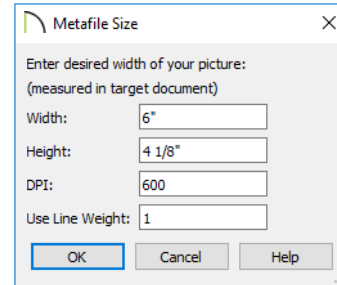 Metafile Size
Enter desired width of your picture:
(measured in target document)
Width: 6"
Height: 4 1/8"
DPI: 600
Use Line Weight: 1
OK Cancel Help